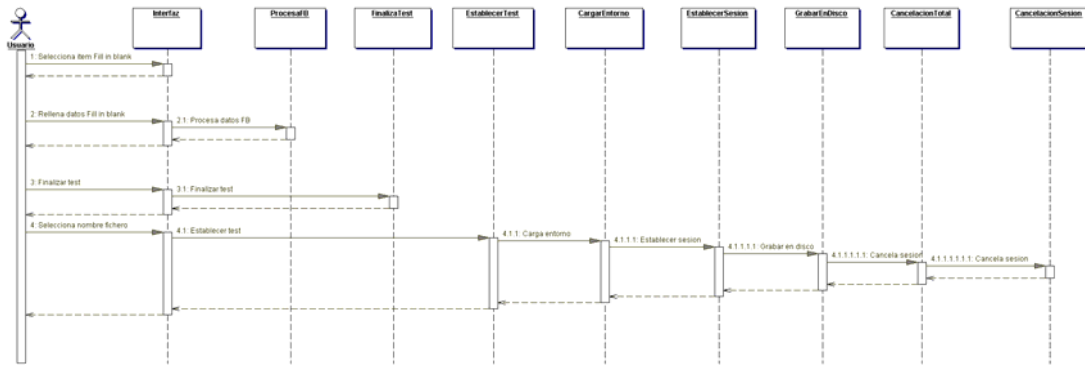 Interfaz
ProcesaFB
FinalizaTest
EstablecerTest
CargarEntorno
EstablecerSesion
GrabarEnDisco
CancelacionTotal
CancelacionSesion
Usuario
1: Selecciona item Fill in blank
2: Rellena datos Fill in blank
2.1: Procesa datos FB
3: Finalizar test
3.1: Finalizar test
4: Selecciona nombre fichero
4.1: Establecer test
4.1.1: Carga entorno
4.1.1.1: Establecer sesion
4.1.1.1.1: Grabar en disco
4.1.1.1.1.1: Cancela sesion
4.1.1.1.1.1.1: Cancela sesion